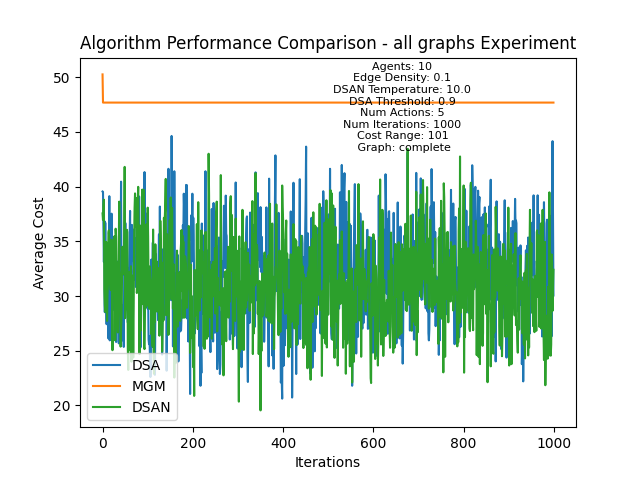 Algorithm Performance Comparison - all graphs Experiment
Agents: 10
Edge Density: 0.1
DSAN Temperature: 10.0
DSA Threshold: 0.9
Num Actions: 5
Num Iterations: 1000
Cost Range: 101
Graph: complete
Average Cost
50
45
40
35
30
25
20
DSA
MGM
DSAN
0
200
400
600
800
1000
Iterations